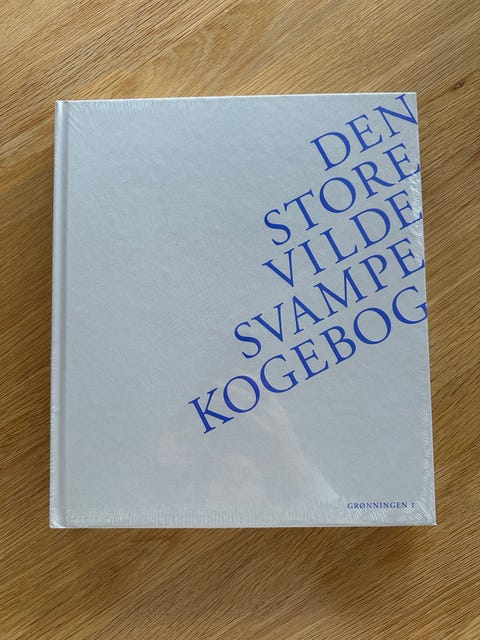 DEN
STORE
VILDE
SVAMPE
KOGEBOG
GRØNNINGEN 1